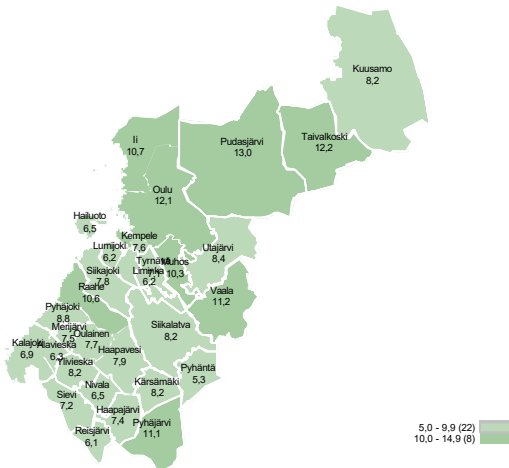 Kuusamo
8,2
Taivalkoski
12,2
Pudasjärvi
13,0
Ii
10,7
Oulu
12,1
Hailuoto
6,5
Kempele
7,6
Lumijoki
6,2
Utajärvi
8,4
Muhos
10,3
Liminka
6,2
Siikajoki
7,8
Raahe
10,6
Vaala
11,2
Pyhäjoki
8,8
Merijärvi
7,5
Oulainen
7,7
Siikalatva
8,2
Kalajoki
6,9
Alavieska
6,3
Haapavesi
7,9
Ylivieska
8,2
Pyhäntä
5,3
Kärsämäki
8,2
Nivala
6,5
Sievi
7,2
Haapajärvi
7,4
Pyhäjärvi
11,1
Reisjärvi
6,1
5,0 - 9,9 (22)
10,0 - 14,9 (8)